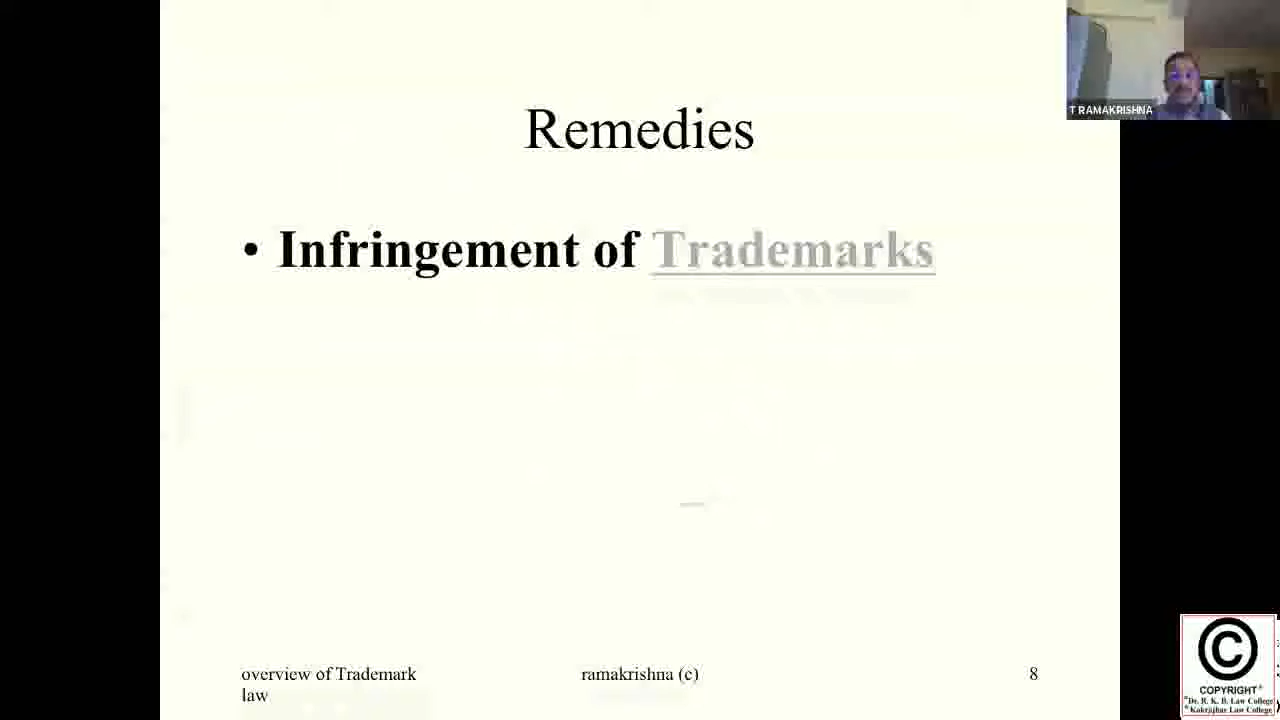 T RAMAKRISHNA
Remedies
• Infringement of Trademarks
overview of Trademark
law
ramakrishna (c)
8
COPYRIGHT*
*Dr. R. K. B. Law College
*Kokrajhar Law College